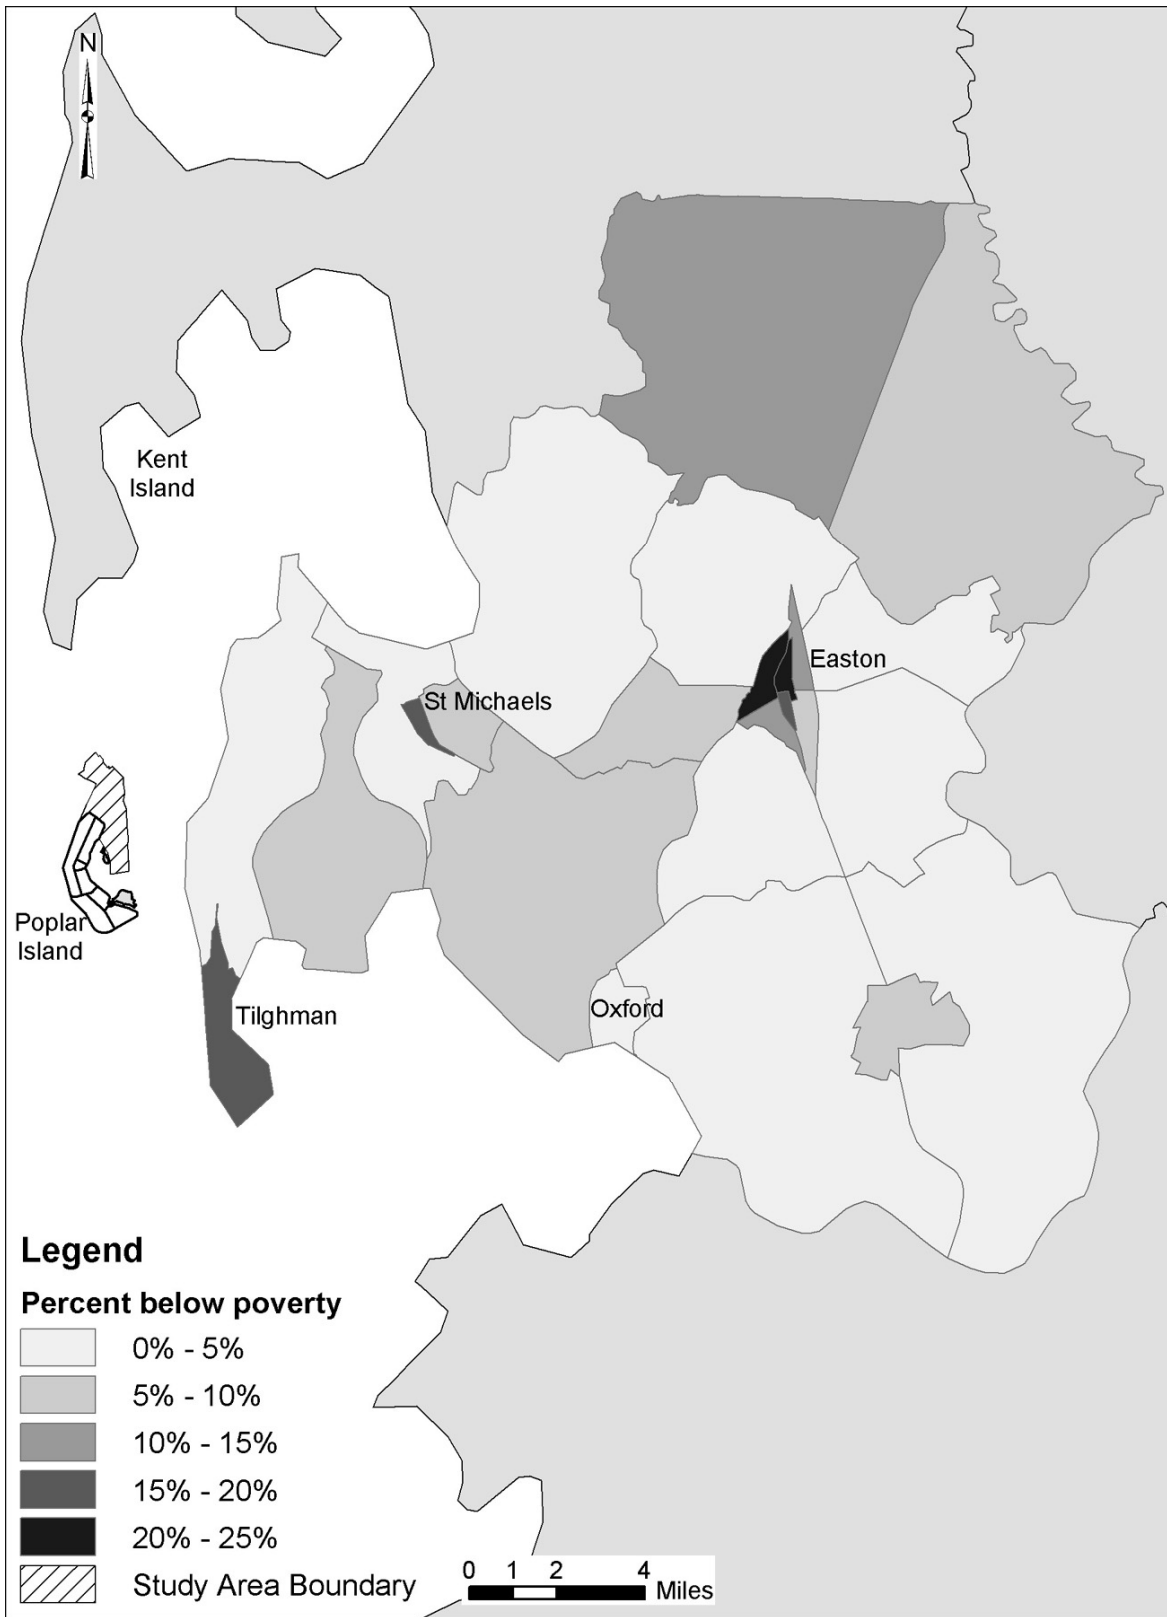 N
Kent
Island
Easton
St Michaels
Poplar
Island
Oxford
Tilghman
Legend
Percent below poverty
0% - 5%
5% - 10%
10% - 15%
15% - 20%
20% - 25%
Study Area Boundary
0 1 2 4
Miles